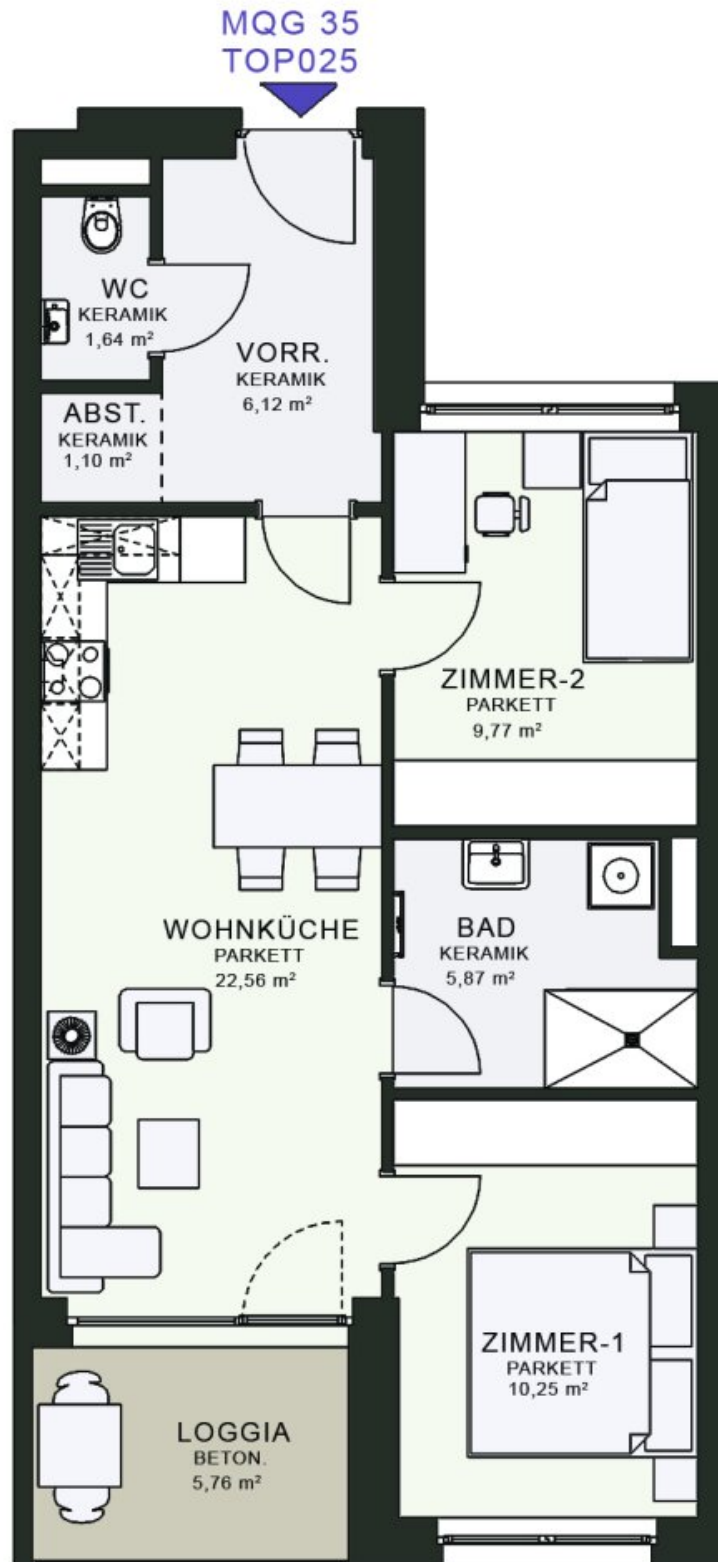 MQG 35
TOP025
WC
KERAMIK
1,64 m²
VORR.
KERAMIK
6,12 m²
ABST.
KERAMIK
1,10 m²
ZIMMER-2
PARKETT
9,77 m²
WOHNKÜCHE
PARKETT
22,56 m²
BAD
KERAMIK
5,87 m²
ZIMMER-1
PARKETT
10,25 m²
LOGGIA
BETON.
5,76 m²